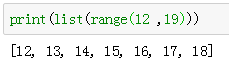 print(list(range(12 ,19)))
[12, 13, 14, 15, 16, 17, 18]